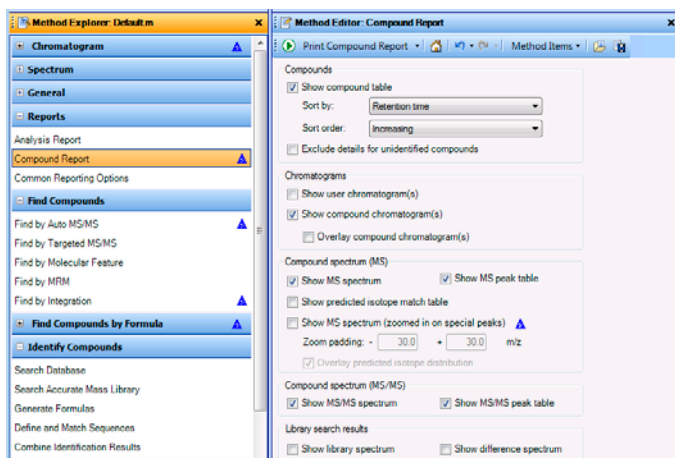 Method Explorer: Default.m
Chromatogram
Spectrum
General
Reports
Analysis Report
Compound Report
Common Reporting Options
Find Compounds
Find by Auto MS/MS
Find by Targeted MS/MS
Find by Molecular Feature
Find by MRM
Find by Integration
Find Compounds by Formula
Identify Compounds
Search Database
Search Accurate Mass Library
Generate Formulas
Define and Match Sequences
Combine Identification Results
Method Editor: Compound Report
Print Compound Report Method Items
Compounds
Show compound table
Sort by: Retention time
Sort order: Increasing
Exclude details for unidentified compounds
Chromatograms
Show user chromatogram(s)
Show compound chromatogram(s)
Overlay compound chromatogram(s)
Compound spectrum (MS)
Show MS spectrum Show MS peak table
Show predicted isotope match table
Show MS spectrum (zoomed in on special peaks)
Zoom padding: - 30.0 + 30.0 m/z
Overlay predicted isotope distribution
Compound spectrum (MS/MS)
Show MS/MS spectrum Show MS/MS peak table
Library search results
Show library spectrum Show difference spectrum